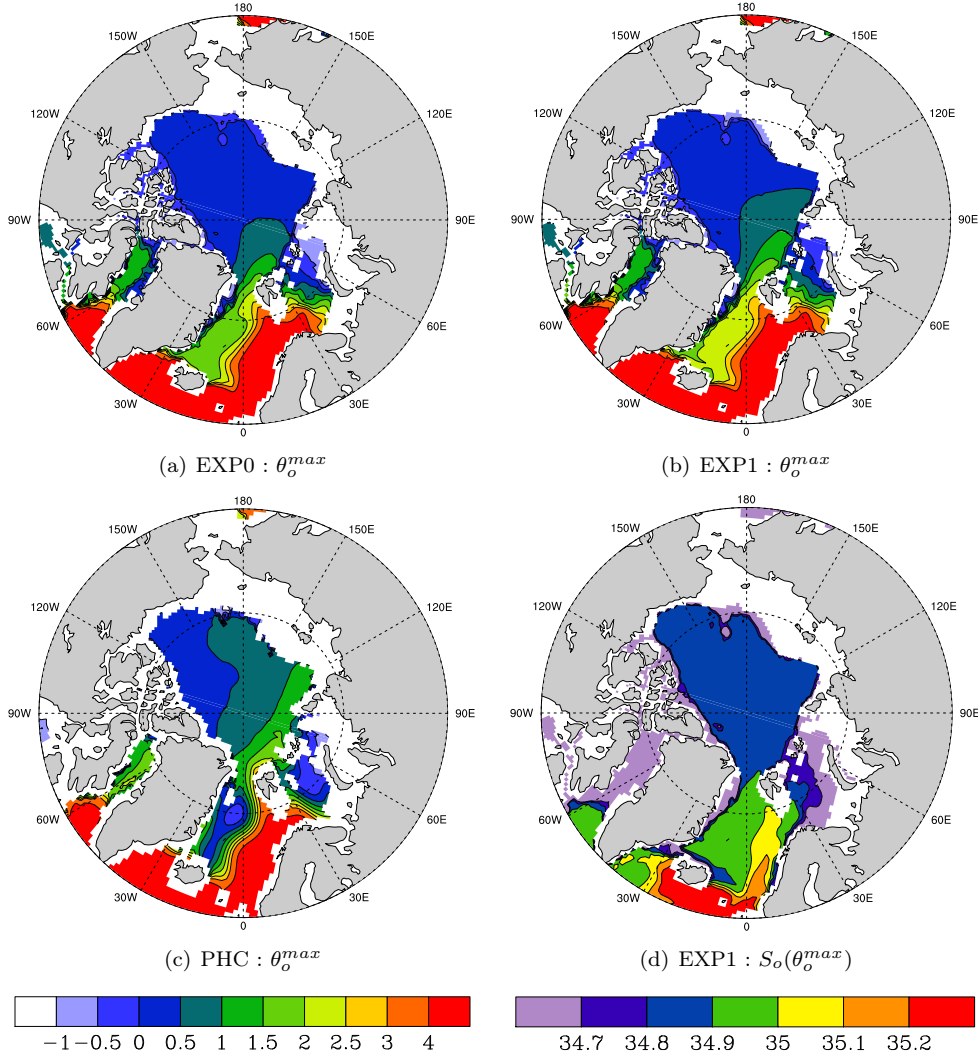 180 180
150W 150E 150W 150E
120W 120E 120W 120E
90W 90E 90W 90E
60W 60E 60W 60E
30W 30E 30W 30E
0 0
(a) EXP0 : θ_o^{max} (b) EXP1 : θ_o^{max}
180 180
150W 150E 150W 150E
120W 120E 120W 120E
90W 90E 90W 90E
60W 60E 60W 60E
30W 30E 30W 30E
0 0
(c) PHC : θ_o^{max} (d) EXP1 : S_o(θ_o^{max})
−1 −0.5 0 0.5 1 1.5 2 2.5 3 4
34.7 34.8 34.9 35 35.1 35.2